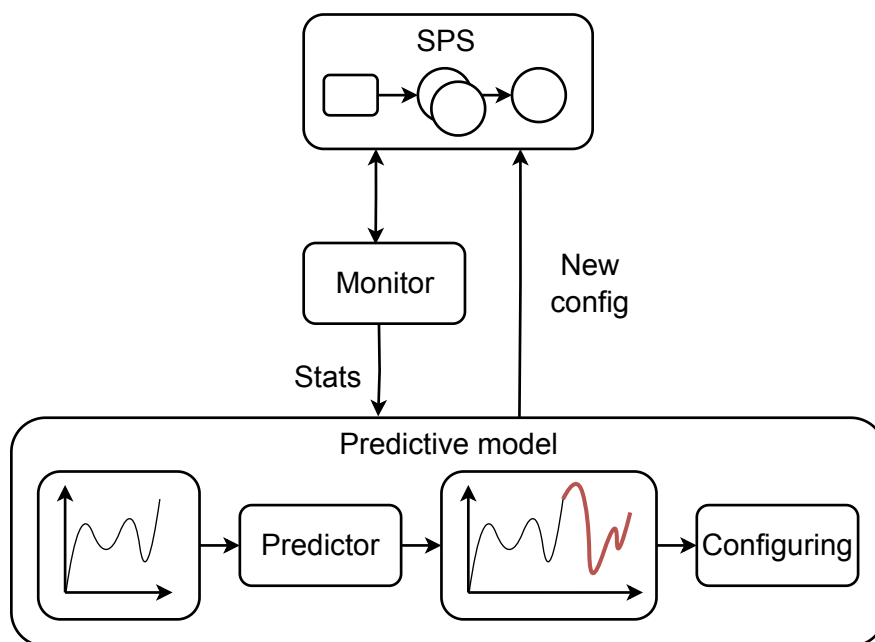 SPS
Monitor
New
config
Stats
Predictive model
Predictor
Configuring